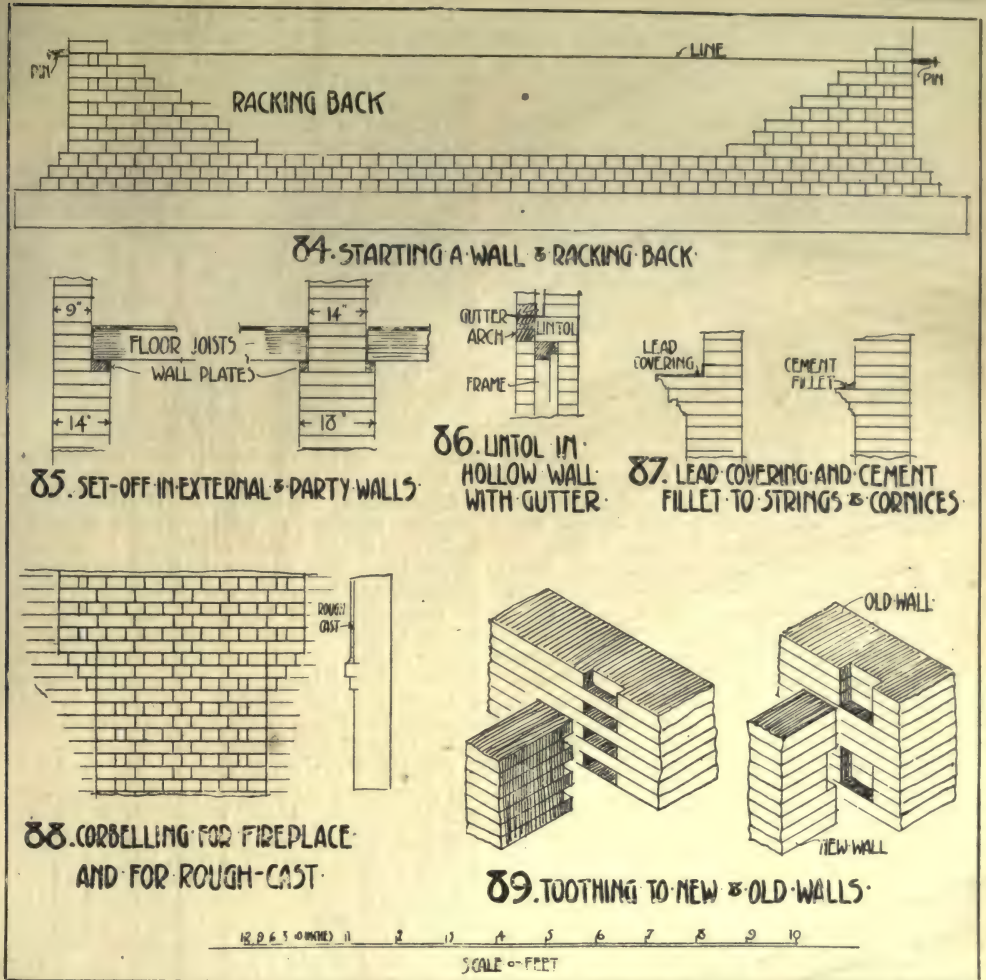 LINE
PIN
PIN
RACKING BACK
84. STARTING A WALL & RACKING BACK
9"
14"
FLOOR JOISTS
WALL PLATES
14"
18"
85. SET-OFF IN EXTERNAL & PARTY WALLS
GUTTER
ARCH
LINTOL
FRAME
86. LINTOL IN
HOLLOW WALL
WITH GUTTER
LEAD
COVERING
CEMENT
FILLET
87. LEAD COVERING AND CEMENT
FILLET TO STRINGS & CORNICES
ROUGH
CAST
88. CORBELLING FOR FIREPLACE
AND FOR ROUGH-CAST
OLD WALL
NEW WALL
89. TOOTHING TO NEW & OLD WALLS
12 9 6 3 0 (INCHES) 1 2 3 4 5 6 7 8 9 10
SCALE OF FEET